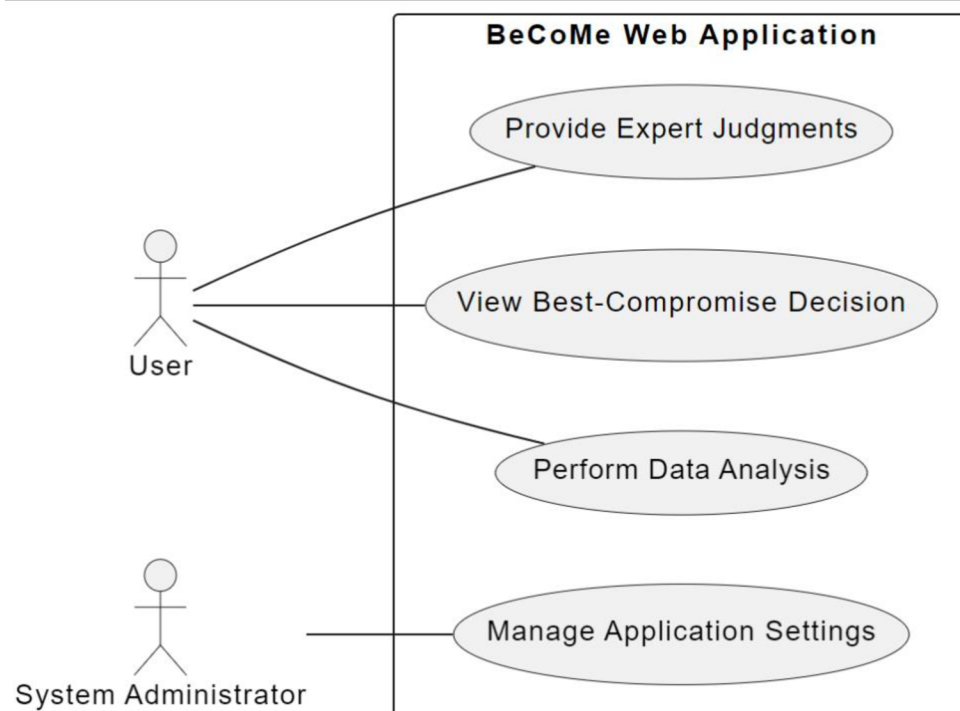 BeCoMe Web Application
Provide Expert Judgments
View Best-Compromise Decision
User
Perform Data Analysis
Manage Application Settings
System Administrator